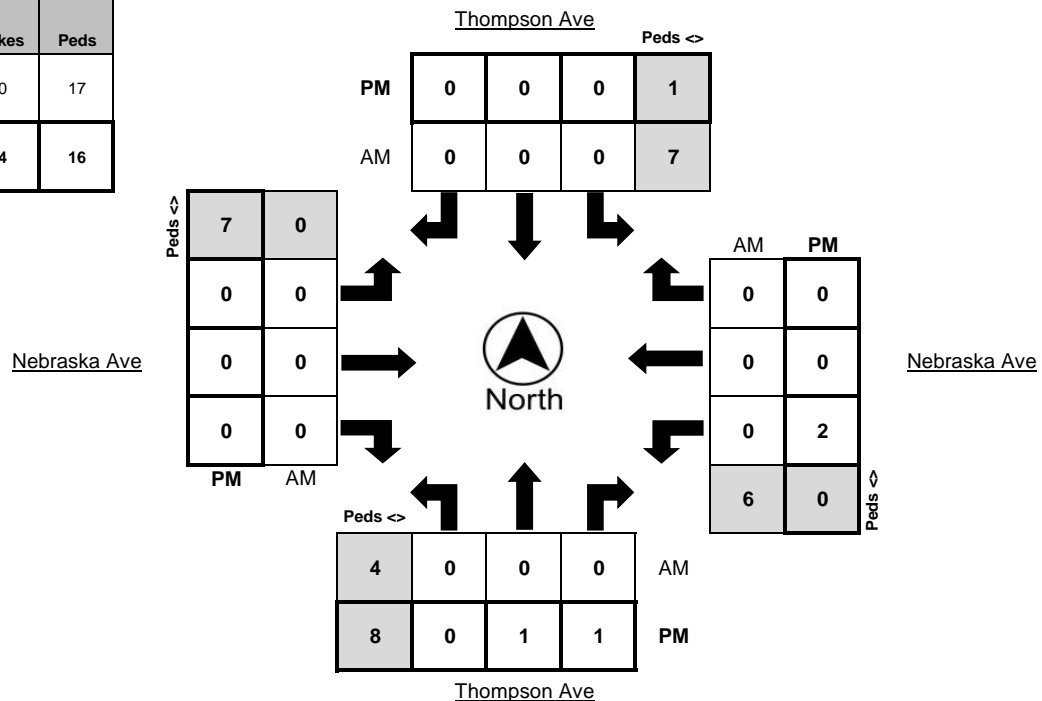 Thompson Ave
Peds <>
Peds
17
16
PM 0 0 0 1
AM 0 0 0 7
Peds <>
7 0
0 0
0 0
0 0
PM AM
Nebraska Ave
North
AM PM
0 0
0 0
0 2
6 0
Peds <>
Nebraska Ave
Peds <>
4 0 0 0 AM
8 0 1 1 PM
Thompson Ave